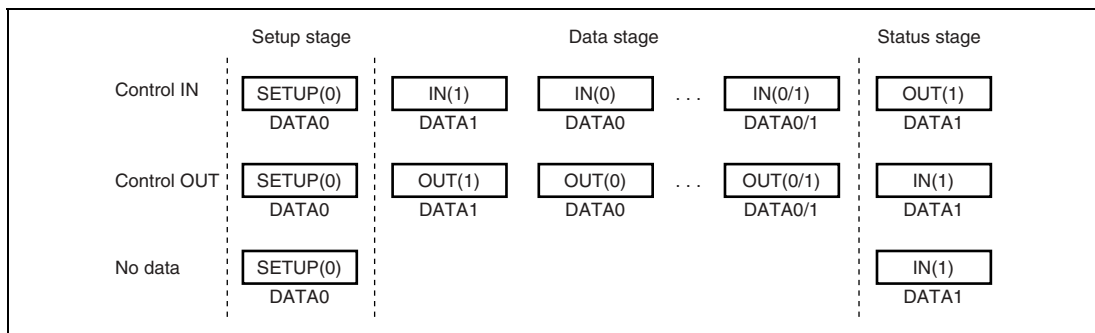 Setup stage Data stage Status stage
Control IN SETUP(0) IN(1) IN(0) . . . IN(0/1) OUT(1)
DATA0 DATA1 DATA0 DATA0/1 DATA1
Control OUT SETUP(0) OUT(1) OUT(0) . . . OUT(0/1) IN(1)
DATA0 DATA1 DATA0 DATA0/1 DATA1
No data SETUP(0) IN(1)
DATA0 DATA1